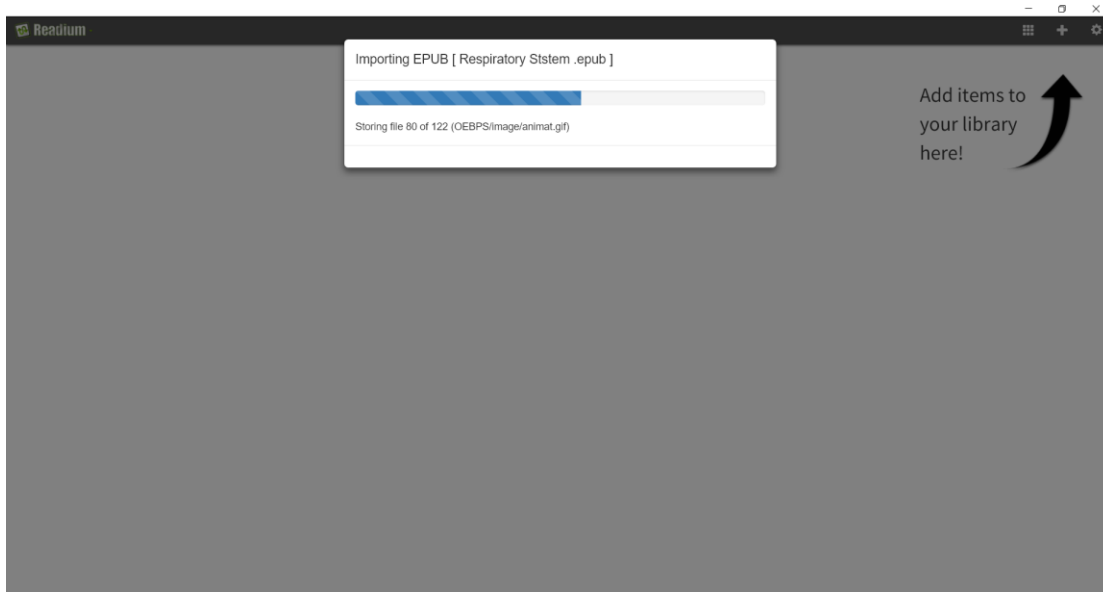 Readium
Importing EPUB [ Respiratory Ststem .epub ]
Storing file 80 of 122 (OEBPS/image/animat.gif)
Add items to
your library
here!